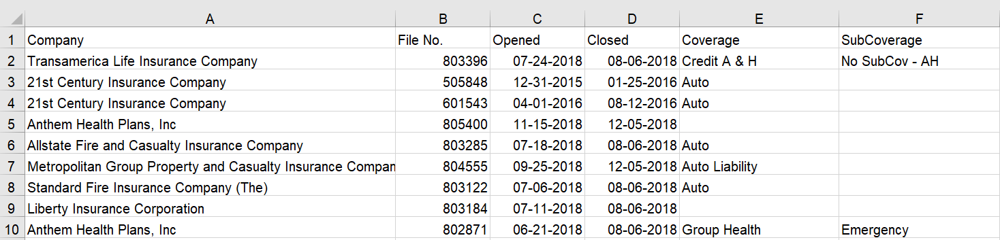 A B C D E F
1 Company File No. Opened Closed Coverage SubCoverage
2 Transamerica Life Insurance Company 803396 07-24-2018 08-06-2018 Credit A & H No SubCov - AH
3 21st Century Insurance Company 505848 12-31-2015 01-25-2016 Auto
4 21st Century Insurance Company 601543 04-01-2016 08-12-2016 Auto
5 Anthem Health Plans, Inc 805400 11-15-2018 12-05-2018
6 Allstate Fire and Casualty Insurance Company 803285 07-18-2018 08-06-2018 Auto
7 Metropolitan Group Property and Casualty Insurance Compan 804555 09-25-2018 12-05-2018 Auto Liability
8 Standard Fire Insurance Company (The) 803122 07-06-2018 08-06-2018 Auto
9 Liberty Insurance Corporation 803184 07-11-2018 08-06-2018
10 Anthem Health Plans, Inc 802871 06-21-2018 08-06-2018 Group Health Emergency